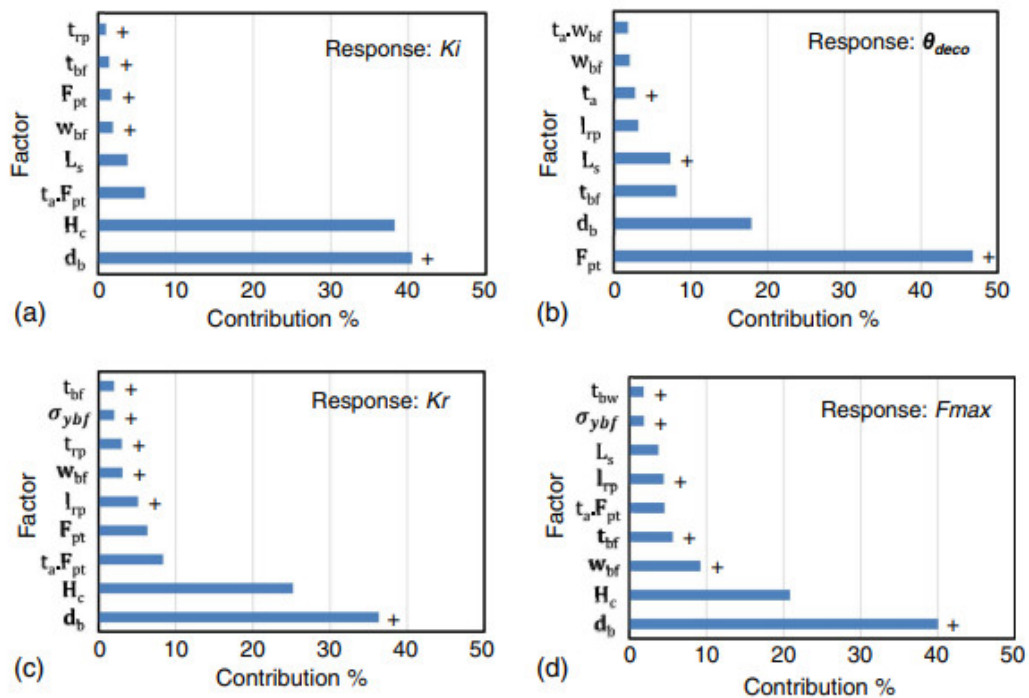 Response: Ki
Factor
t_rp +
t_bf +
F_pt +
w_bf +
L_s
t_a.F_pt
H_c
d_b +
0 10 20 30 40 50
(a) Contribution %
Response: θ_deco
Factor
t_a.w_bf
w_bf
t_a +
l_rp
L_s +
t_bf
d_b
F_pt +
0 10 20 30 40 50
(b) Contribution %
Response: Kr
Factor
t_bf +
σ_ybf +
t_rp +
w_bf +
l_rp +
F_pt
t_a.F_pt
H_c
d_b +
0 10 20 30 40 50
(c) Contribution %
Response: Fmax
Factor
t_bw +
σ_ybf +
L_s
l_rp +
t_a.F_pt
t_bf +
w_bf +
H_c
d_b +
0 10 20 30 40 50
(d) Contribution %